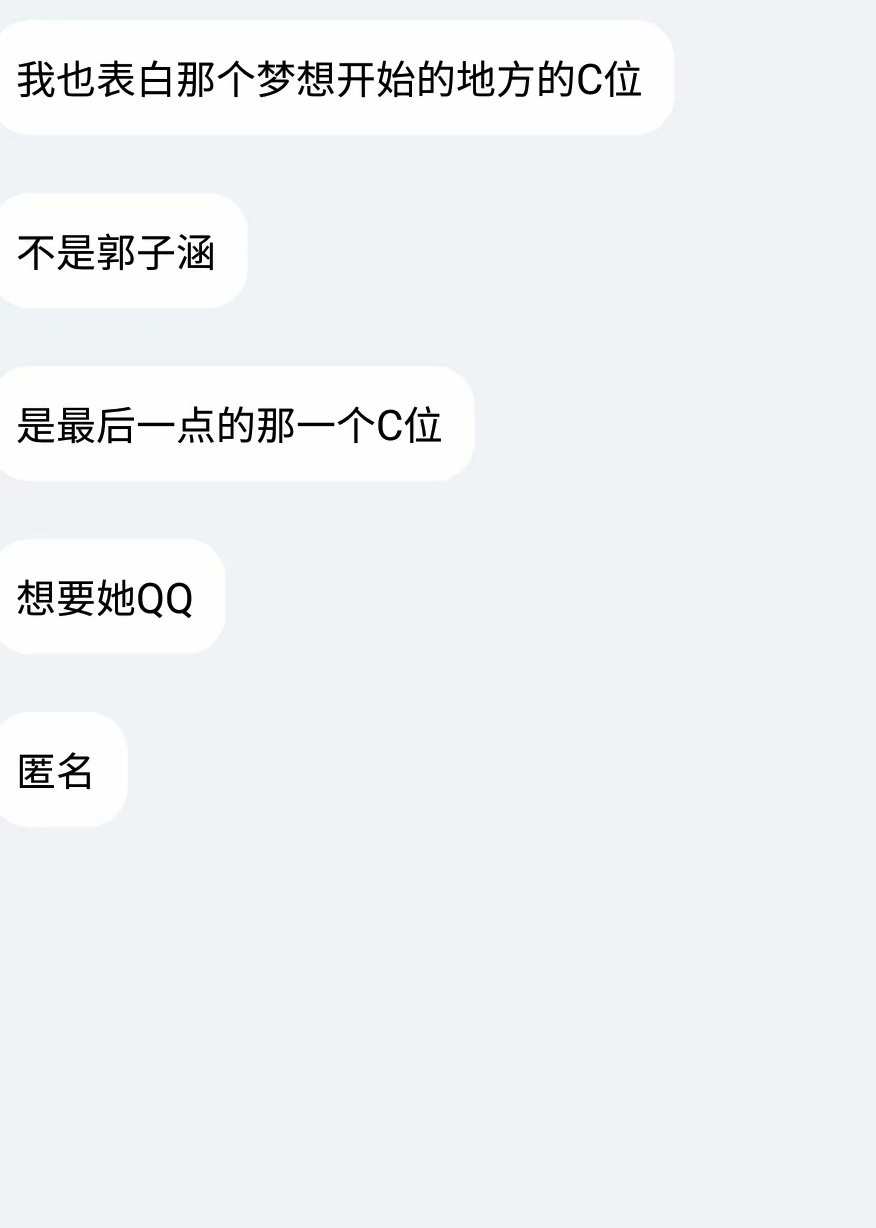 我也表白那个梦想开始的地方的C位
不是郭子涵
是最后一点的那一个C位
想要她QQ
匿名